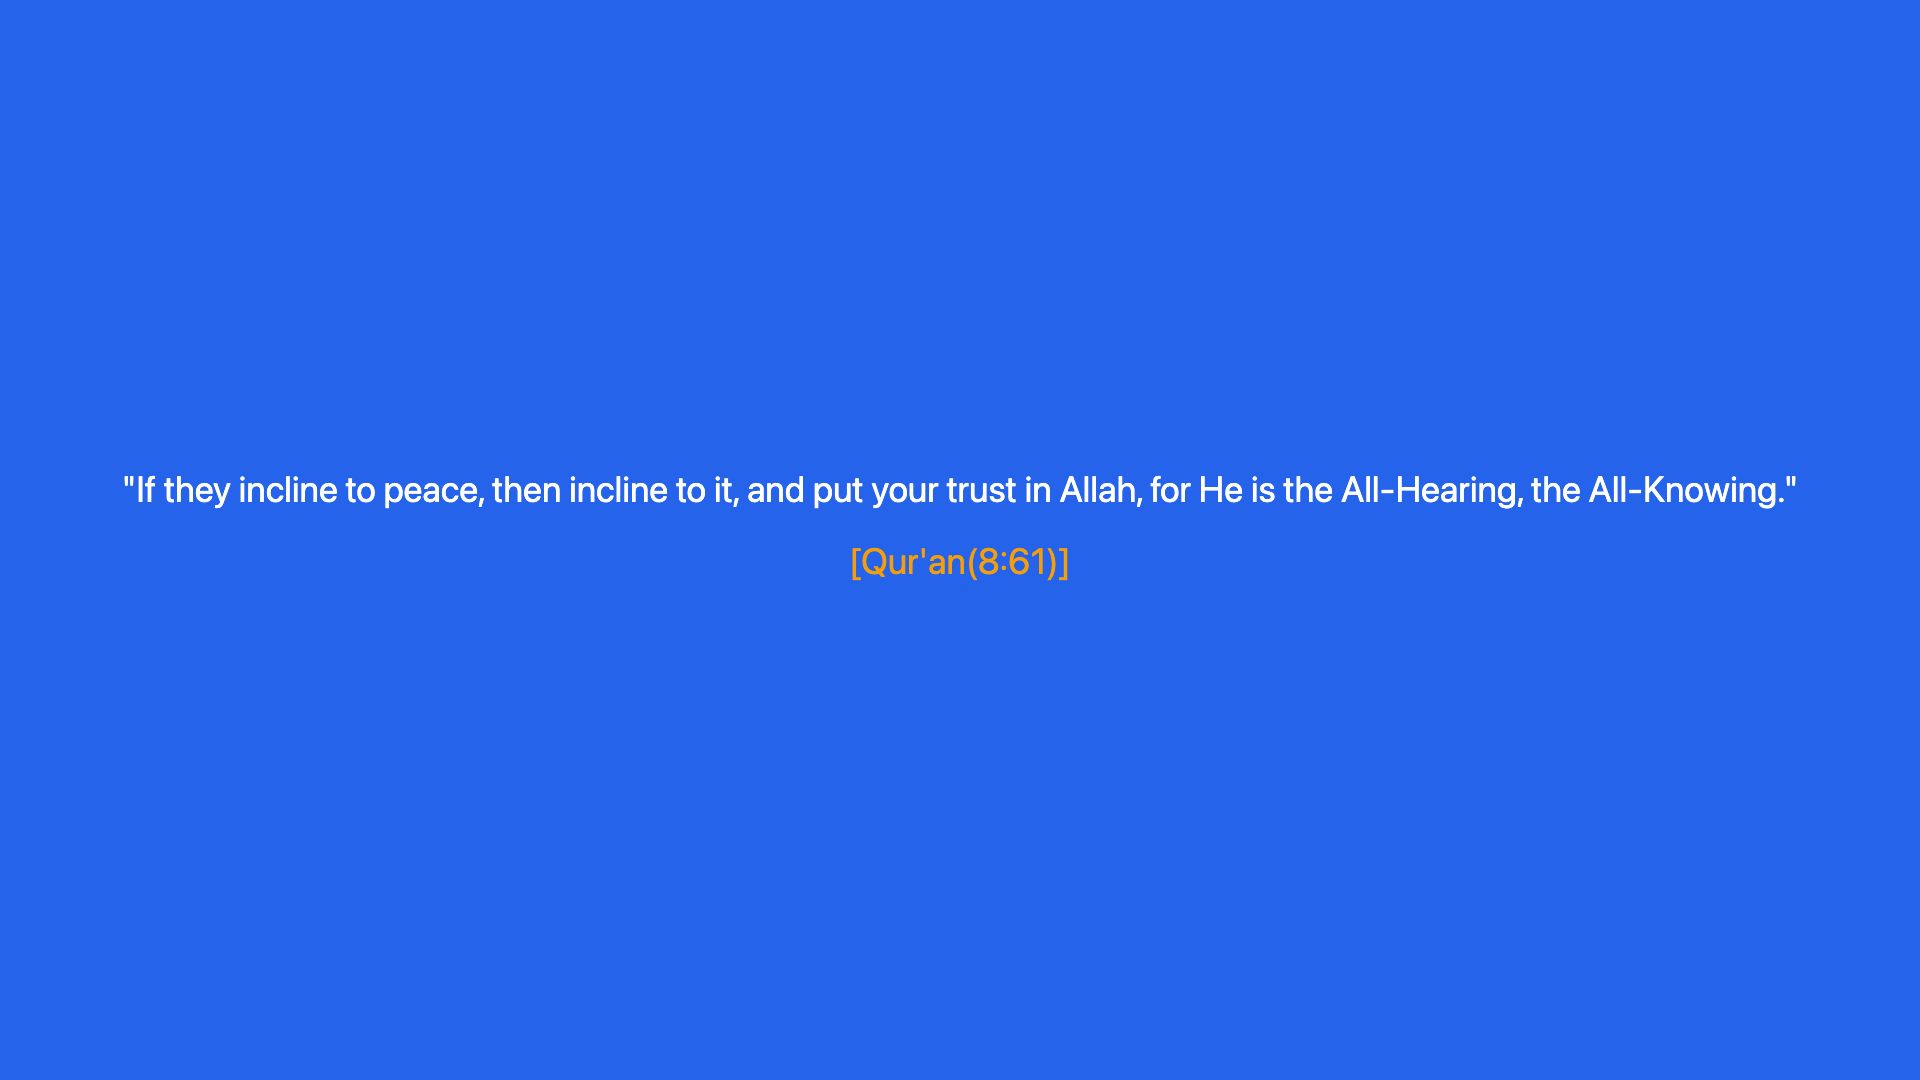 "If they incline to peace, then incline to it, and put your trust in Allah, for He is the All-Hearing, the All-Knowing."
[Qur'an(8:61)]